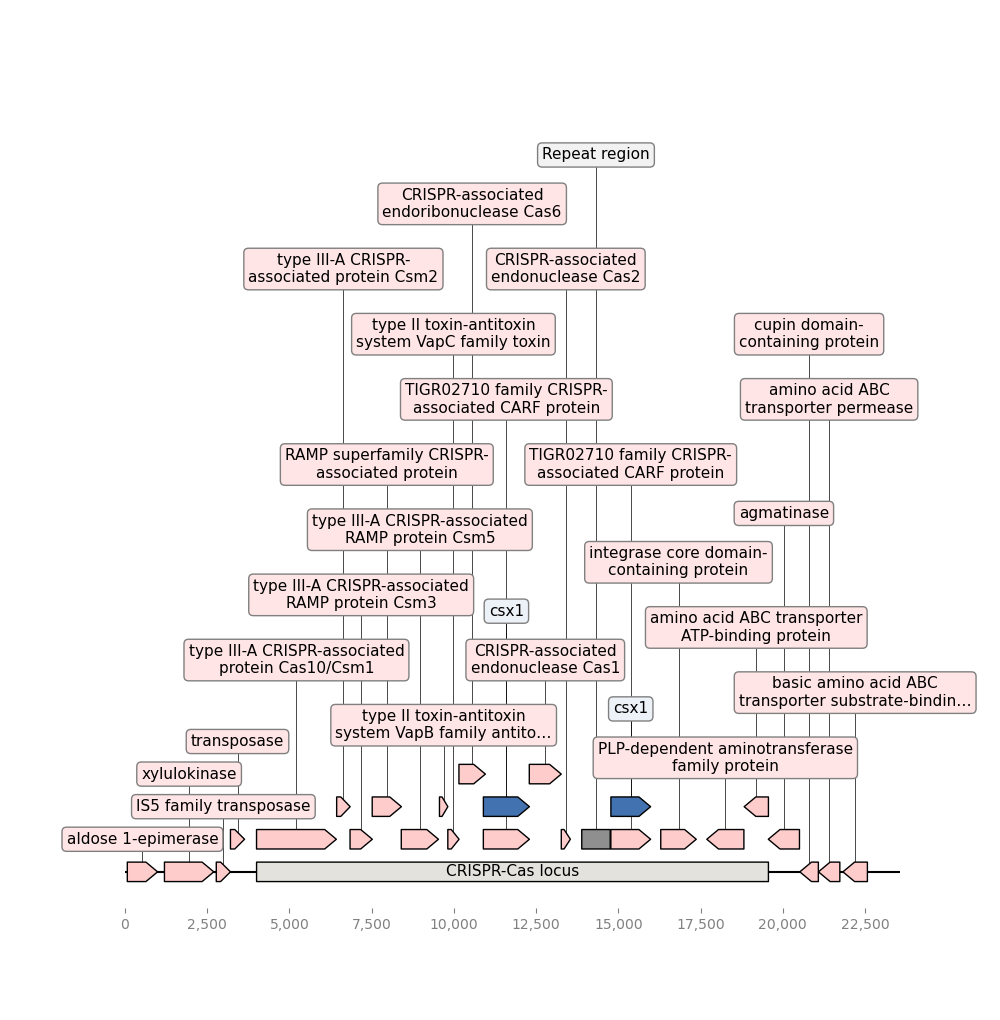 Repeat region
CRISPR-associated
endoribonuclease Cas6
type III-A CRISPR-
associated protein Csm2
CRISPR-associated
endonuclease Cas2
type II toxin-antitoxin
system VapC family toxin
cupin domain-
containing protein
TIGR02710 family CRISPR-
associated CARF protein
amino acid ABC
transporter permease
RAMP superfamily CRISPR-
associated protein
TIGR02710 family CRISPR-
associated CARF protein
agmatinase
type III-A CRISPR-associated
RAMP protein Csm5
integrase core domain-
containing protein
type III-A CRISPR-associated
RAMP protein Csm3
csx1
amino acid ABC transporter
ATP-binding protein
type III-A CRISPR-associated
protein Cas10/Csm1
CRISPR-associated
endonuclease Cas1
basic amino acid ABC
transporter substrate-bindin…
csx1
type II toxin-antitoxin
system VapB family antito…
transposase
PLP-dependent aminotransferase
family protein
xylulokinase
IS5 family transposase
aldose 1-epimerase
CRISPR-Cas locus
0 2,500 5,000 7,500 10,000 12,500 15,000 17,500 20,000 22,500